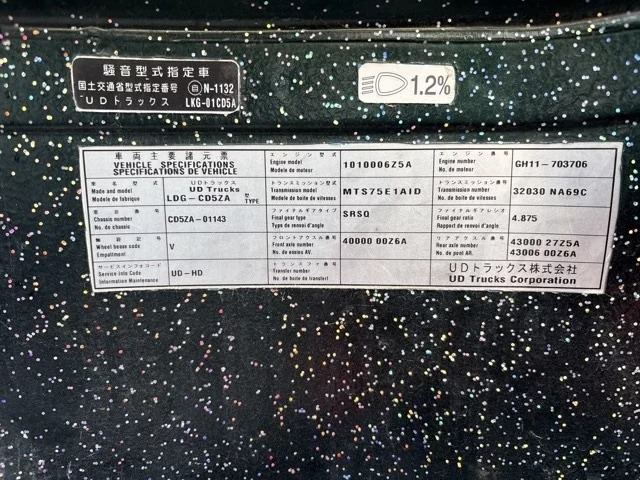 騒音型式指定車
国土交通省型式指定番号 自 N-1132
UDトラックス LKG-01CD5A
1.2%
車両主要諸元票
VEHICLE SPECIFICATIONS
SPECIFICATIONS DE VEHICLE
エンジン型式
Engine model
Modele de moteur
1010006Z5A
エンジン番号
Engine number
No. de moteur
GH11-703706
車名型式
Make and model
Modele de fabrique
UDトラックス
UD Trucks
LDG-CD5ZA 型 TYPE
トランスミッション型式
Transmission model
Modele de boite de vitesses
MTS75E1AID
トランスミッション番号
Transmission number
No. de boite de vitesses
32030 NA69C
車台番号
Chassis number
No. de chassis
CD5ZA-01143
ファイナルギアタイプ
Final gear type
Type de renvoi d'angle
SRSQ
ファイナルギアレシオ
Final gear ratio
Rapport de renvoi d'angle
4.875
軸距記号
Wheel base code
Empattement
V
フロントアクスル番号
Front axle number
No. de essieu AV.
40000 00Z6A
リアアクスル番号
Rear axle number
No. de pont AR.
43000 27Z5A
43006 00Z6A
サービスインフォコード
Service Info Code
Information Maintenance
UD-HD
トランスファ番号
Transfer number
No. de boite de transfert
UDトラックス株式会社
UD Trucks Corporation